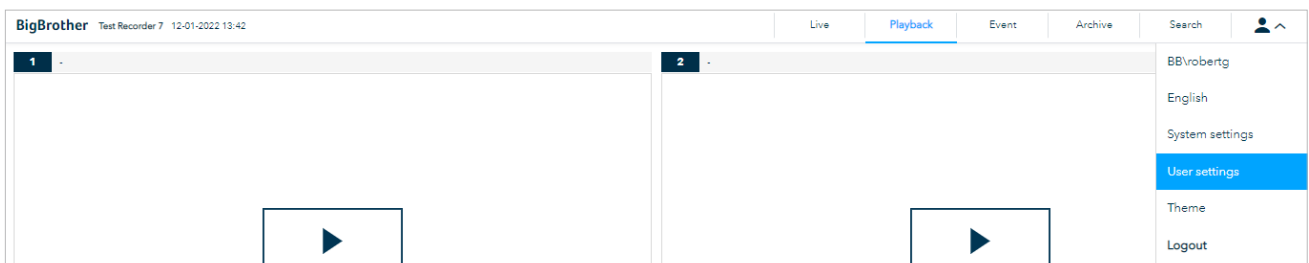 BigBrother Test Recorder 7 12-01-2022 13:42 Live Playback Event Archive Search
1 -
2 -
BB\robertg
English
System settings
User settings
Theme
Logout